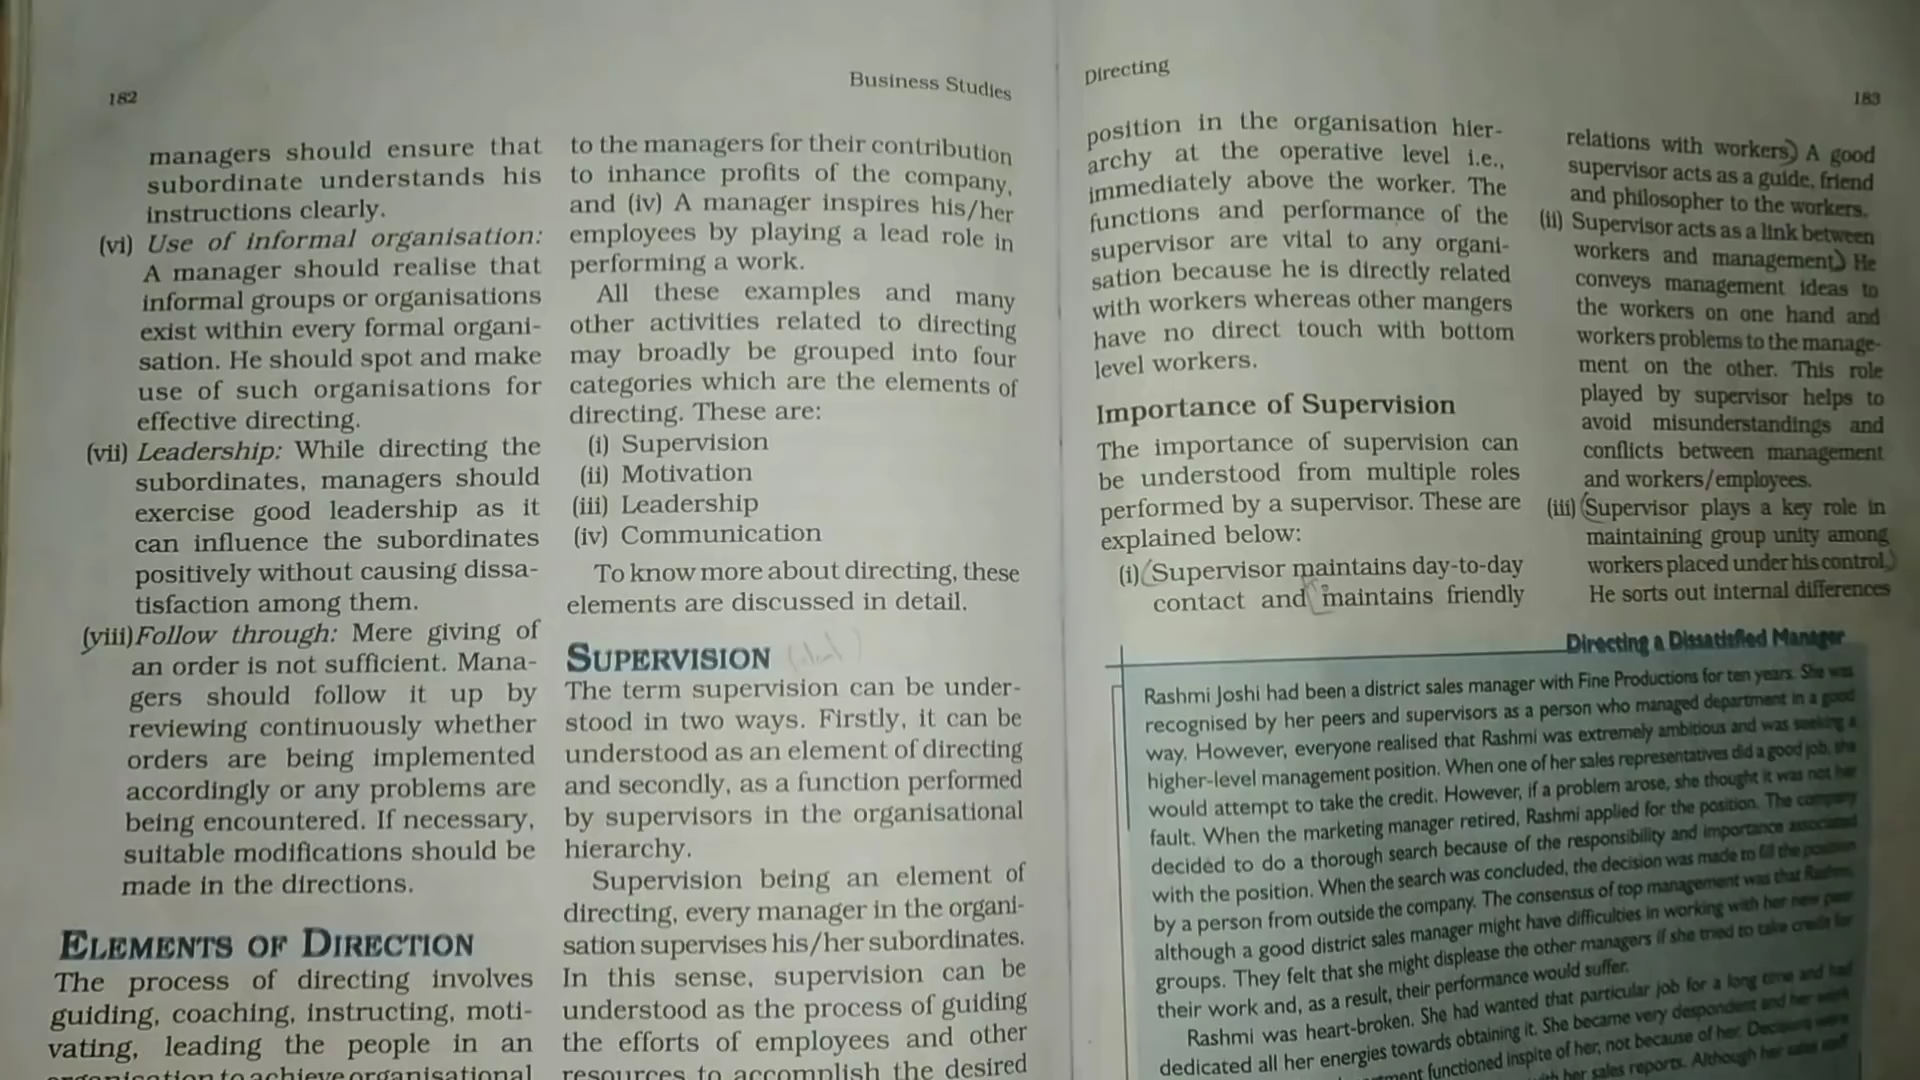 182
Business Studies
managers should ensure that
subordinate understands his
instructions clearly.
(vi) Use of informal organisation:
A manager should realise that
informal groups or organisations
exist within every formal organi-
sation. He should spot and make
use of such organisations for
effective directing.
(vii) Leadership: While directing the
subordinates, managers should
exercise good leadership as it
can influence the subordinates
positively without causing dissa-
tisfaction among them.
(viii) Follow through: Mere giving of
an order is not sufficient. Mana-
gers should follow it up by
reviewing continuously whether
orders are being implemented
accordingly or any problems are
being encountered. If necessary,
suitable modifications should be
made in the directions.
ELEMENTS OF DIRECTION
The process of directing involves
guiding, coaching, instructing, moti-
vating, leading the people in an
organisation to achieve organisational
to the managers for their contribution
to inhance profits of the company,
and (iv) A manager inspires his/her
employees by playing a lead role in
performing a work.
All these examples and many
other activities related to directing
may broadly be grouped into four
categories which are the elements of
directing. These are:
(i) Supervision
(ii) Motivation
(iii) Leadership
(iv) Communication
To know more about directing, these
elements are discussed in detail.
SUPERVISION
The term supervision can be under-
stood in two ways. Firstly, it can be
understood as an element of directing
and secondly, as a function performed
by supervisors in the organisational
hierarchy.
Supervision being an element of
directing, every manager in the organi-
sation supervises his/her subordinates.
In this sense, supervision can be
understood as the process of guiding
the efforts of employees and other
resources to accomplish the desired
Directing
183
position in the organisation hier-
archy at the operative level i.e.,
immediately above the worker. The
functions and performance of the
supervisor are vital to any organi-
sation because he is directly related
with workers whereas other mangers
have no direct touch with bottom
level workers.
Importance of Supervision
The importance of supervision can
be understood from multiple roles
performed by a supervisor. These are
explained below:
(i) Supervisor maintains day-to-day
contact and maintains friendly
relations with workers. A good
supervisor acts as a guide, friend
and philosopher to the workers.
(ii) Supervisor acts as a link between
workers and management. He
conveys management ideas to
the workers on one hand and
workers problems to the manage-
ment on the other. This role
played by supervisor helps to
avoid misunderstandings and
conflicts between management
and workers/employees.
(iii) Supervisor plays a key role in
maintaining group unity among
workers placed under his control.
He sorts out internal differences
Directing a Dissatisfied Manager
Rashmi Joshi had been a district sales manager with Fine Productions for ten years. She was
recognised by her peers and supervisors as a person who managed department in a good
way. However, everyone realised that Rashmi was extremely ambitious and was seeking a
higher-level management position. When one of her sales representatives did a good job, she
would attempt to take the credit. However, if a problem arose, she thought it was not her
fault. When the marketing manager retired, Rashmi applied for the position. The company
decided to do a thorough search because of the responsibility and importance associated
with the position. When the search was concluded, the decision was made to fill the position
by a person from outside the company. The consensus of top management was that Rashmi,
although a good district sales manager might have difficulties in working with her new peer
groups. They felt that she might displease the other managers if she tried to take credit for
their work and, as a result, their performance would suffer.
Rashmi was heart-broken. She had wanted that particular job for a long time and had
dedicated all her energies towards obtaining it. She became very despondent and her work
functioned inspite of her, not because of her. Decisions were
with her sales reports. Although her sales staff